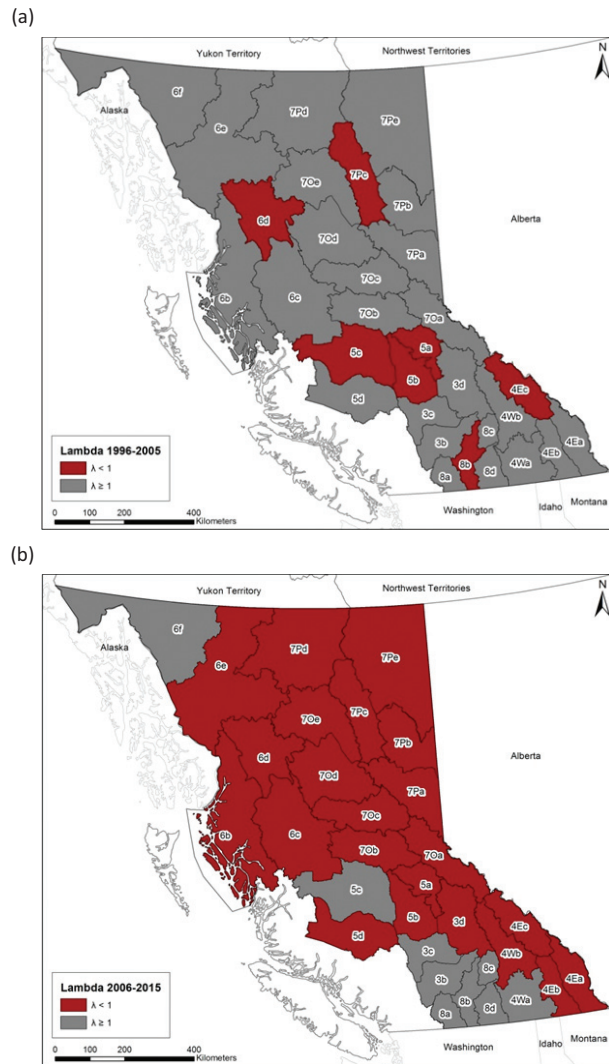 (a)
Yukon Territory
Northwest Territories
N
Alaska
6f
7Pd
7Pe
6e
7Oe
7Pc
6d
7Pb
Alberta
7Od
7Pa
7Oc
6b
6c
7Ob
7Oa
5a
5c
5b
4Ec
3d
5d
4Wb
3c
8c
3b
4Ea
4Eb
4Wa
8b
8d
8a
Lambda 1996-2005
λ < 1
λ ≥ 1
0 100 200 400
Kilometers
Washington
Idaho
Montana
(b)
Yukon Territory
Northwest Territories
N
Alaska
6f
7Pd
7Pe
6e
7Oe
7Pc
6d
7Pb
Alberta
7Od
7Pa
7Oc
6b
6c
7Ob
7Oa
5a
5c
5b
4Ec
3d
5d
4Wb
3c
8c
3b
4Ea
4Eb
4Wa
8b
8d
8a
Lambda 2006-2015
λ < 1
λ ≥ 1
0 100 200 400
Kilometers
Washington
Idaho
Montana